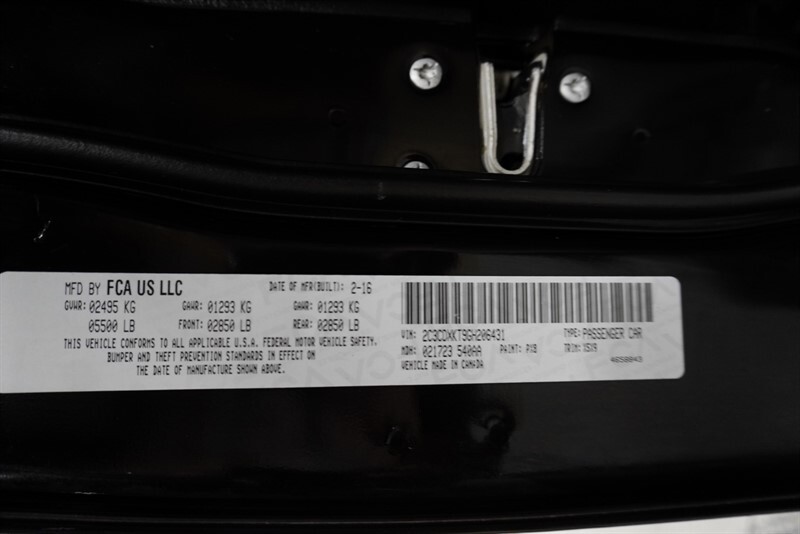 MFD BY FCA US LLC DATE OF MFR(BUILT): 2-16
GVWR: 02495 KG GAWR: 01293 KG GAWR: 01293 KG
05500 LB FRONT: 02850 LB REAR: 02850 LB
THIS VEHICLE CONFORMS TO ALL APPLICABLE U.S.A. FEDERAL MOTOR VEHICLE SAFETY,
BUMPER AND THEFT PREVENTION STANDARDS IN EFFECT ON
THE DATE OF MANUFACTURE SHOWN ABOVE.
VIN: 2C3CDXKT9GH206431 TYPE: PASSENGER CAR
MDH: 021723 540AA PAINT: PX8 TRIM: X5X9
VEHICLE MADE IN CANADA 4658843